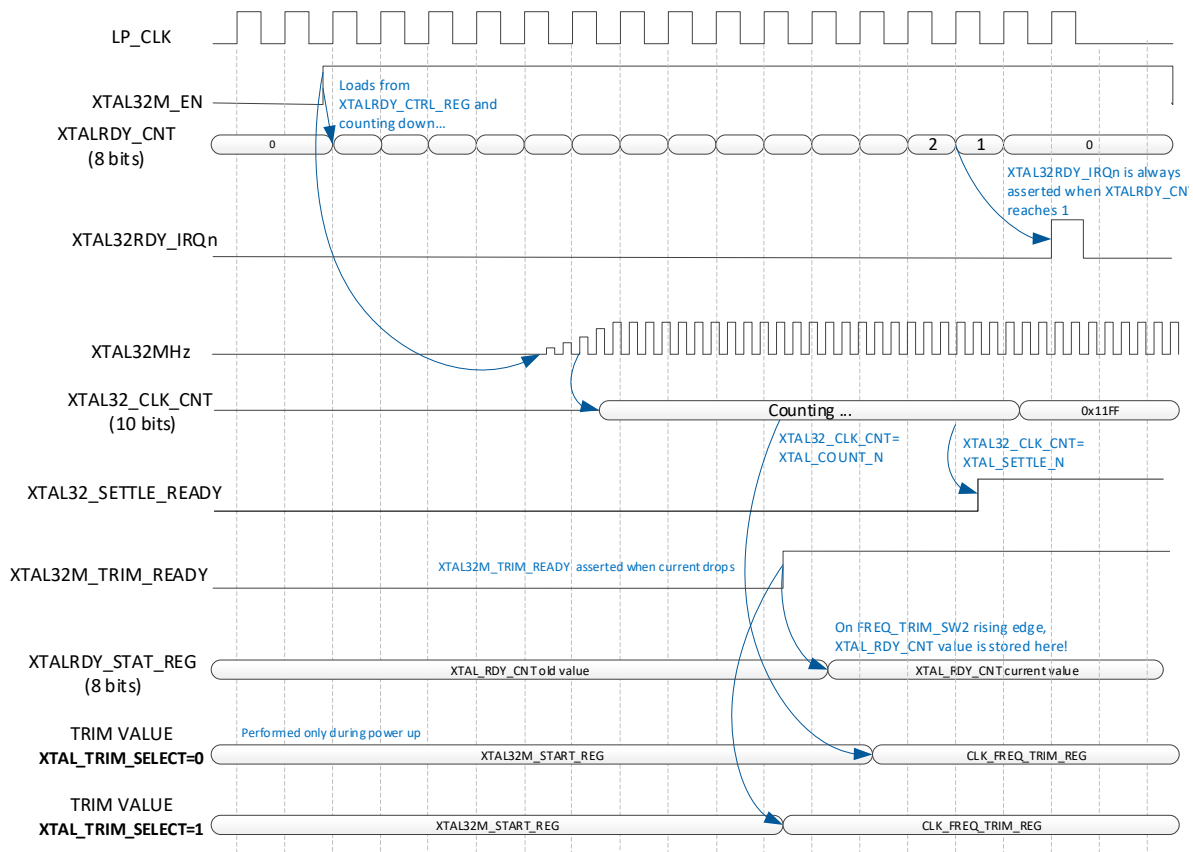 LP_CLK
XTAL32M_EN
Loads from
XTALRDY_CTRL_REG and
counting down...
XTALRDY_CNT
(8 bits)
0
2
1
0
XTAL32RDY_IRQn is always
asserted when XTALRDY_CNT
reaches 1
XTAL32RDY_IRQn
XTAL32MHz
XTAL32_CLK_CNT
(10 bits)
Counting ...
0x11FF
XTAL32_CLK_CNT=
XTAL_COUNT_N
XTAL32_CLK_CNT=
XTAL_SETTLE_N
XTAL32_SETTLE_READY
XTAL32M_TRIM_READY
XTAL32M_TRIM_READY asserted when current drops
On FREQ_TRIM_SW2 rising edge,
XTAL_RDY_CNT value is stored here!
XTALRDY_STAT_REG
(8 bits)
XTAL_RDY_CNT old value
XTAL_RDY_CNT current value
TRIM VALUE
XTAL_TRIM_SELECT=0
Performed only during power up
XTAL32M_START_REG
CLK_FREQ_TRIM_REG
TRIM VALUE
XTAL_TRIM_SELECT=1
XTAL32M_START_REG
CLK_FREQ_TRIM_REG